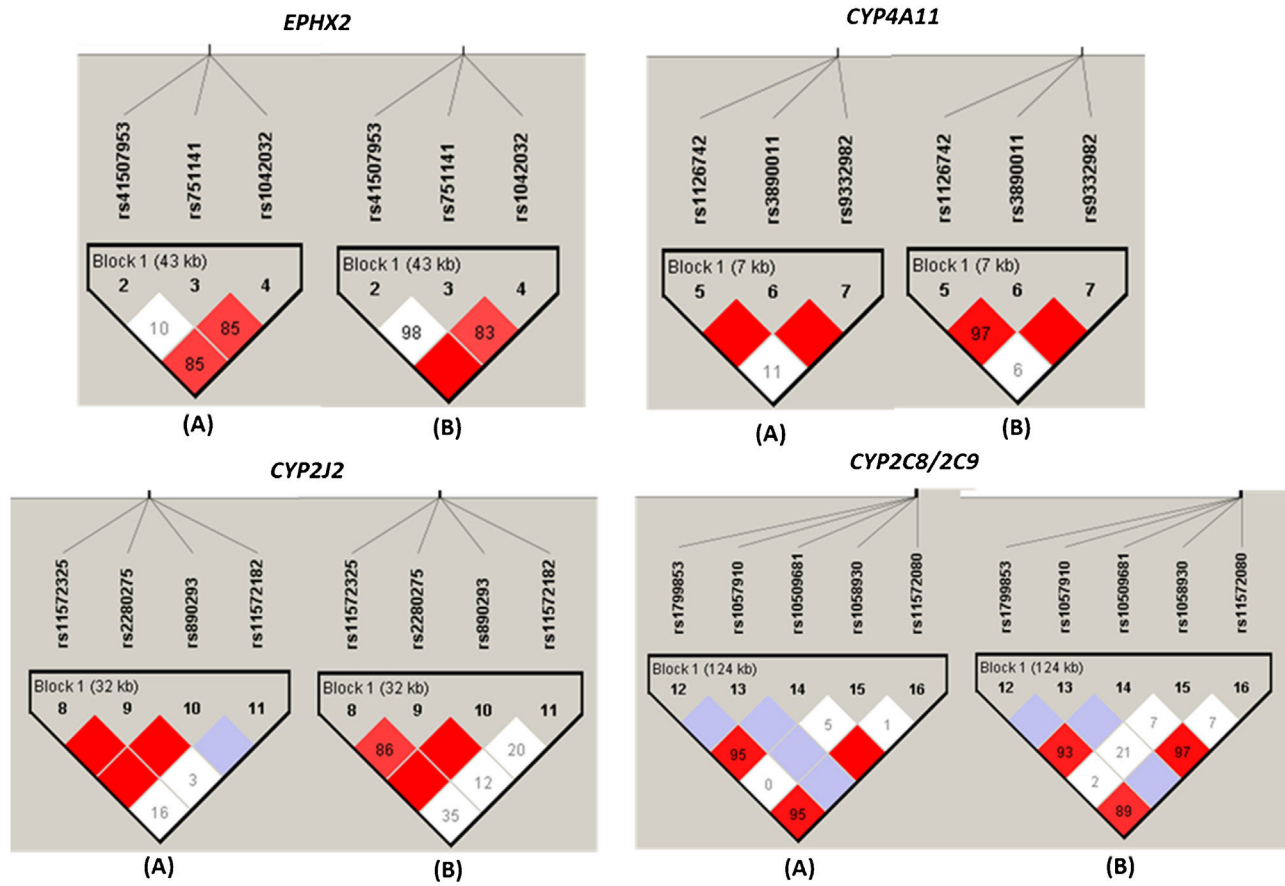 EPHX2
CYP4A11
rs41507953 rs751141 rs1042032 rs41507953 rs751141 rs1042032
rs1126742 rs3890011 rs9332982 rs1126742 rs3890011 rs9332982
Block 1 (43 kb) Block 1 (43 kb)
2 3 4 2 3 4
10 85 98 83
85
(A) (B)
Block 1 (7 kb) Block 1 (7 kb)
5 6 7 5 6 7
97
11 6
(A) (B)
CYP2J2
CYP2C8/2C9
rs11572325 rs2280275 rs890293 rs11572182 rs11572325 rs2280275 rs890293 rs11572182
Block 1 (32 kb) Block 1 (32 kb)
8 9 10 11 8 9 10 11
86 20
3 12
16 35
(A) (B)
rs1799853 rs1057910 rs10509681 rs1058930 rs11572080 rs1799853 rs1057910 rs10509681 rs1058930 rs11572080
Block 1 (124 kb) Block 1 (124 kb)
12 13 14 15 16 12 13 14 15 16
5 1 7 7
95 93 21 97
0 2
95 89
(A) (B)